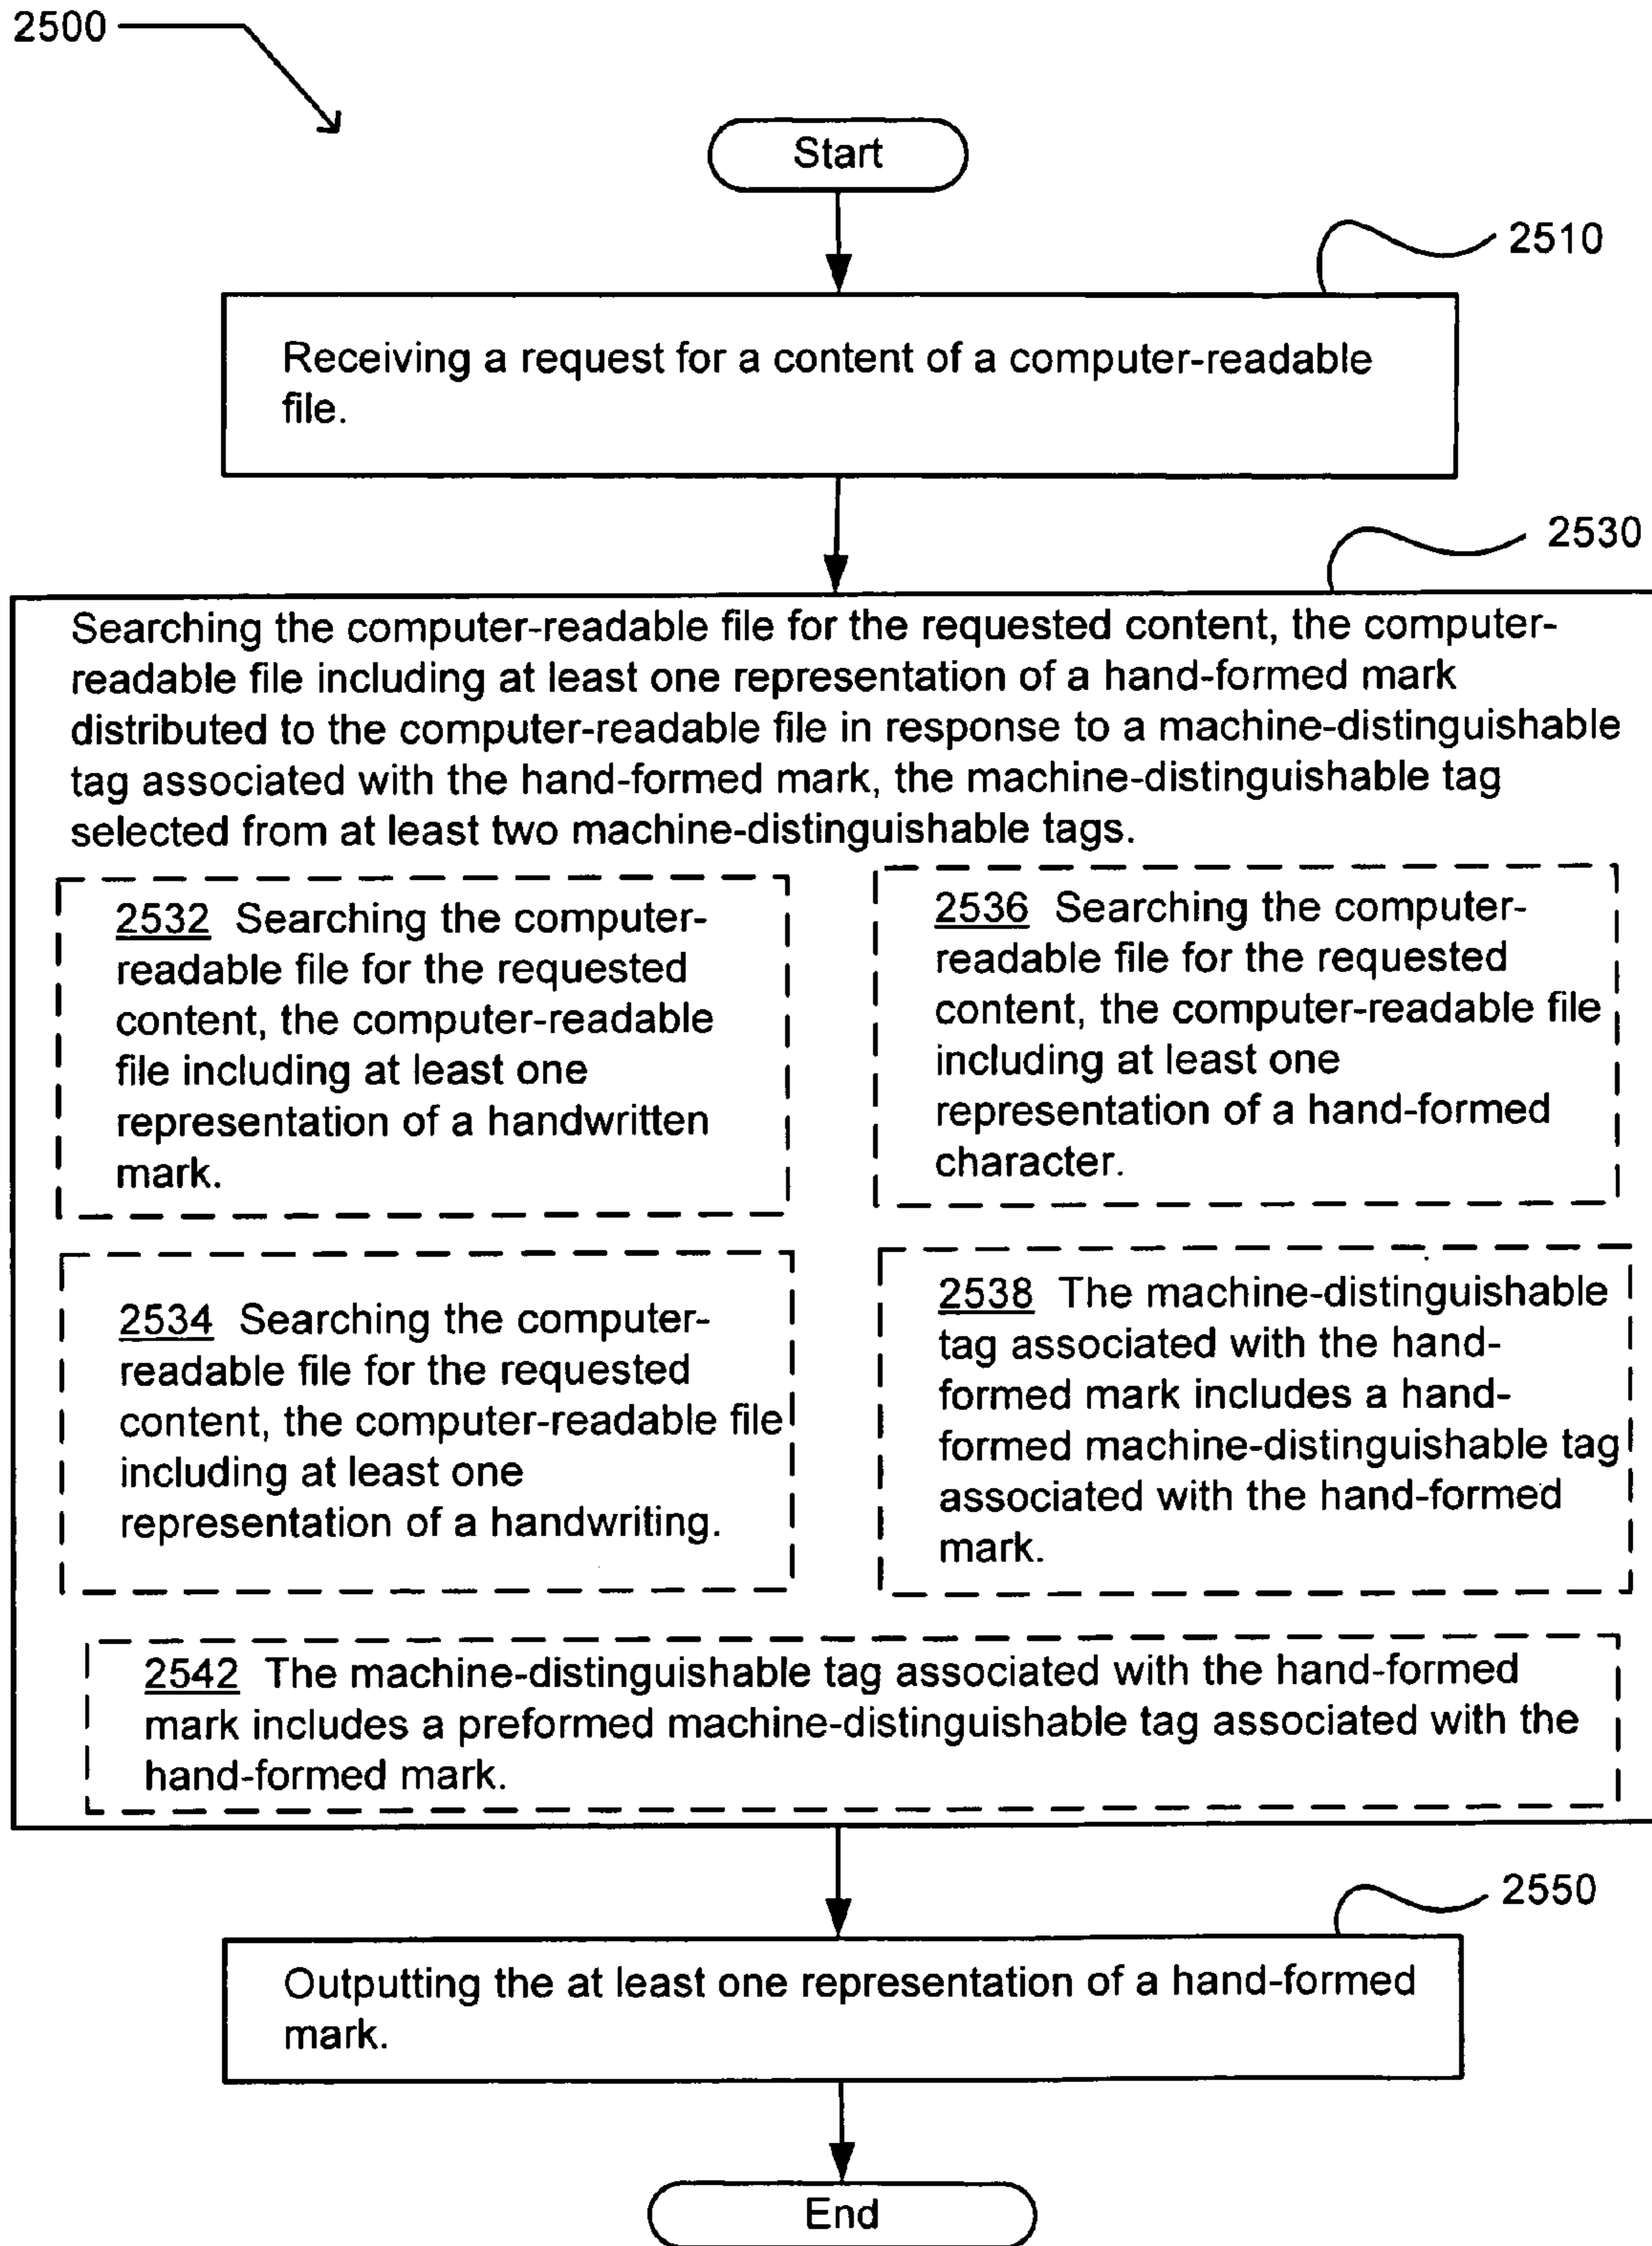 2500
Start
2510
Receiving a request for a content of a computer-readable
file.
2530
Searching the computer-readable file for the requested content, the computer-
readable file including at least one representation of a hand-formed mark
distributed to the computer-readable file in response to a machine-distinguishable
tag associated with the hand-formed mark, the machine-distinguishable tag
selected from at least two machine-distinguishable tags.
2532 Searching the computer-
readable file for the requested
content, the computer-readable
file including at least one
representation of a handwritten
mark.
2536 Searching the computer-
readable file for the requested
content, the computer-readable file
including at least one
representation of a hand-formed
character.
2534 Searching the computer-
readable file for the requested
content, the computer-readable file
including at least one
representation of a handwriting.
2538 The machine-distinguishable
tag associated with the hand-
formed mark includes a hand-
formed machine-distinguishable tag
associated with the hand-formed
mark.
2542 The machine-distinguishable tag associated with the hand-formed
mark includes a preformed machine-distinguishable tag associated with the
hand-formed mark.
2550
Outputting the at least one representation of a hand-formed
mark.
End